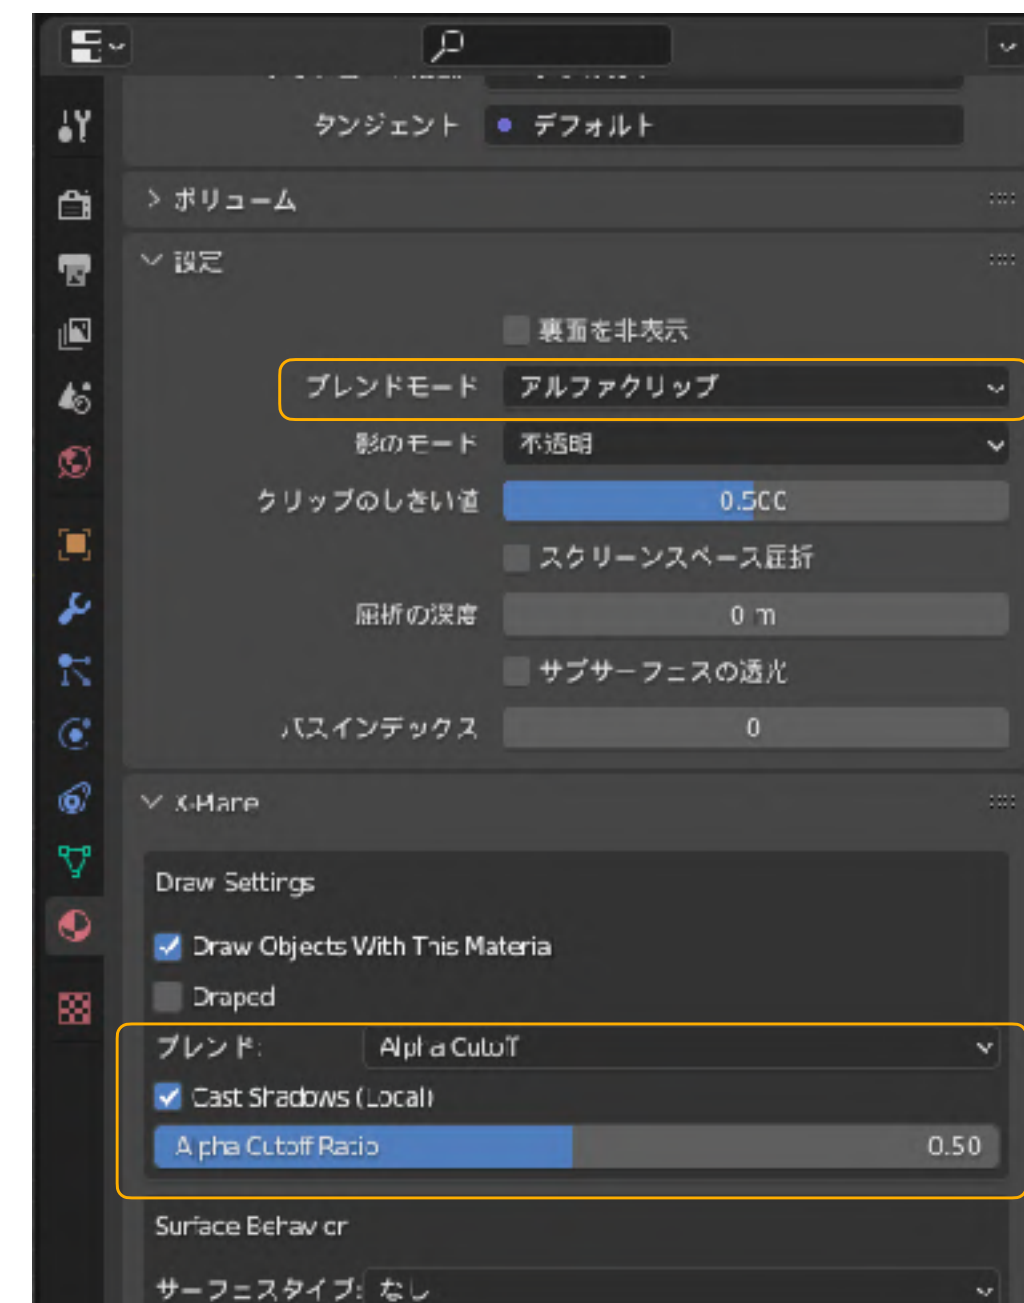 タンジェント デフォルト
ボリューム
設定
裏面を非表示
ブレンドモード アルファクリップ
影のモード 不透明
クリップのしきい値 0.500
スクリーンスペース屈折
屈折の深度 0 m
サブサーフェスの透光
パスインデックス 0
X-Plane
Draw Settings
Draw Objects With This Materia
Draped
ブレンド: Alpha Cutoff
Cast Shadows (Local)
Alpha Cutoff Ratio 0.50
Surface Behavior
サーフェスタイプ: なし